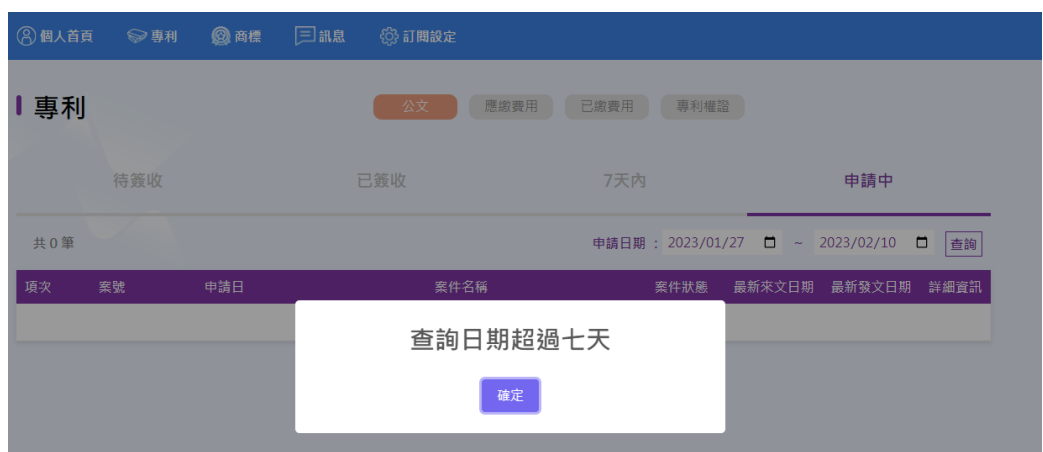 個人首頁 專利 商標 訊息 訂閱設定
專利 公文 應繳費用 已繳費用 專利權證
待簽收 已簽收 7天內 申請中
共 0 筆 申請日期 : 2023/01/27 ~ 2023/02/10 查詢
項次 案號 申請日 案件名稱 案件狀態 最新來文日期 最新發文日期 詳細資訊
查詢日期超過七天
確定